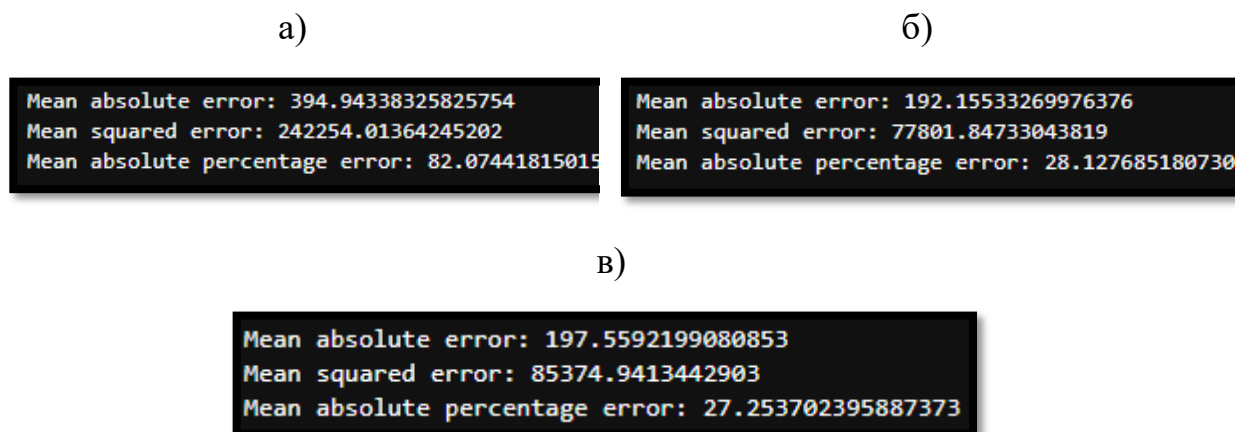 а)
б)
Mean absolute error: 394.94338325825754
Mean squared error: 242254.01364245202
Mean absolute percentage error: 82.07441815015
Mean absolute error: 192.15533269976376
Mean squared error: 77801.84733043819
Mean absolute percentage error: 28.127685180730
в)
Mean absolute error: 197.5592199080853
Mean squared error: 85374.9413442903
Mean absolute percentage error: 27.253702395887373